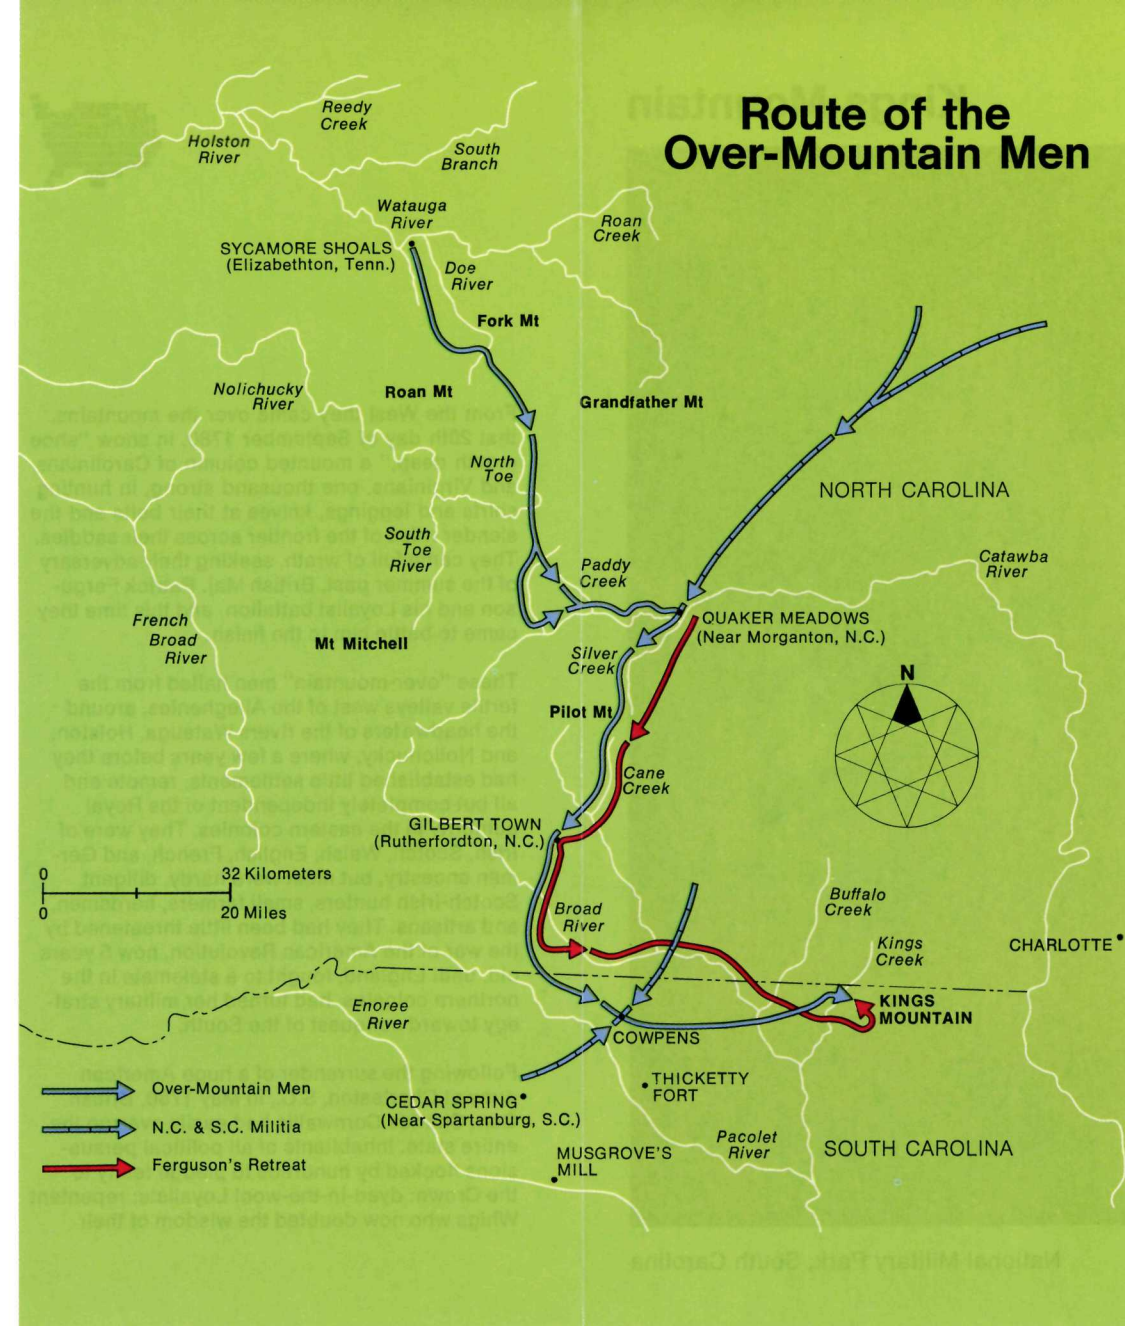 Route of the
Over-Mountain Men
Reedy
Creek
Holston
River
South
Branch
Watauga
River
Roan
Creek
SYCAMORE SHOALS
(Elizabethton, Tenn.)
Doe
River
Fork Mt
Nolichucky
River
Roan Mt
Grandfather Mt
North
Toe
NORTH CAROLINA
South
Toe
River
Paddy
Creek
Catawba
River
QUAKER MEADOWS
(Near Morganton, N.C.)
French
Broad
River
Mt Mitchell
Silver
Creek
N
Pilot Mt
Cane
Creek
GILBERT TOWN
(Rutherfordton, N.C.)
0 32 Kilometers
0 20 Miles
Broad
River
Buffalo
Creek
Kings
Creek
CHARLOTTE
Enoree
River
KINGS
MOUNTAIN
COWPENS
THICKETTY
FORT
Over-Mountain Men
N.C. & S.C. Militia
Ferguson's Retreat
CEDAR SPRING
(Near Spartanburg, S.C.)
MUSGROVE'S
MILL
Pacolet
River
SOUTH CAROLINA